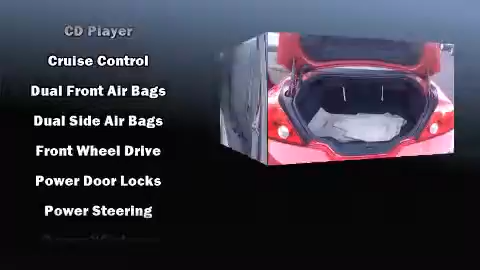 CD Player
Cruise Control
Dual Front Air Bags
Dual Side Air Bags
Front Wheel Drive
Power Door Locks
Power Steering